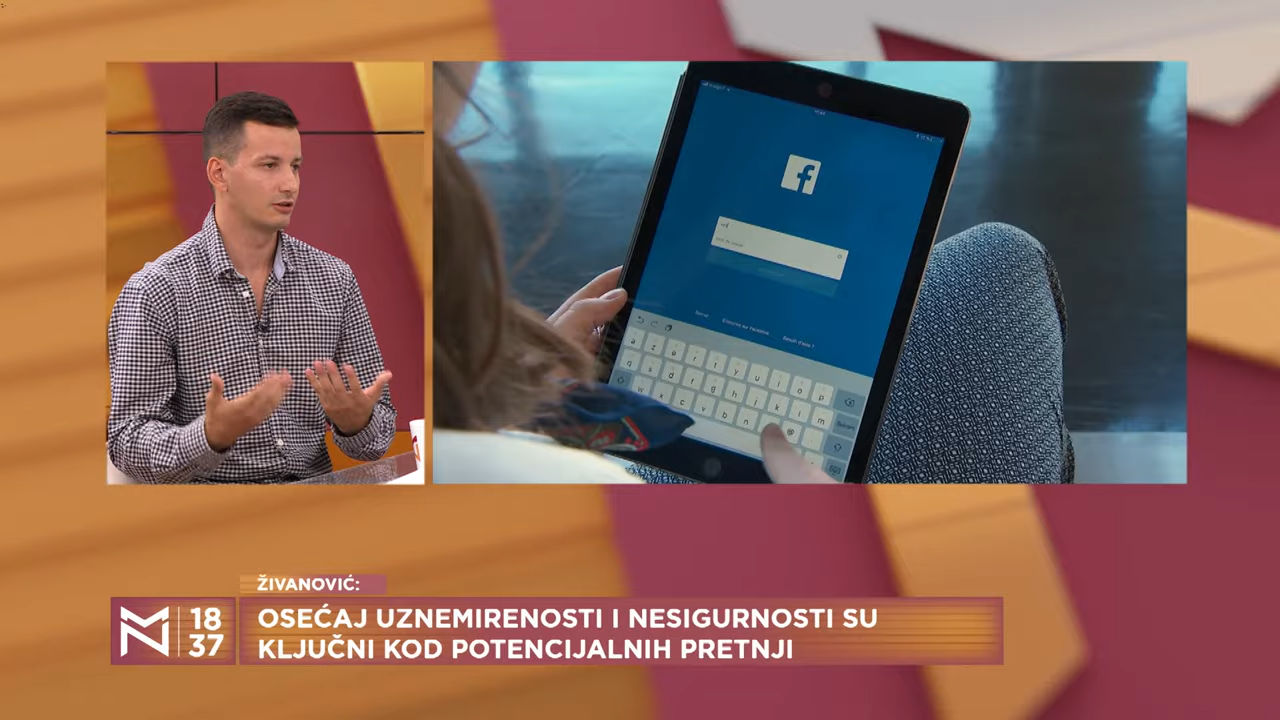 f
a z e r t y u i o p
q s d f g h j k l m
x c v b n
@
ŽIVANOVIĆ:
18
37
OSEĆAJ UZNEMIRENOSTI I NESIGURNOSTI SU
KLJUČNI KOD POTENCIJALNIH PRETNJI